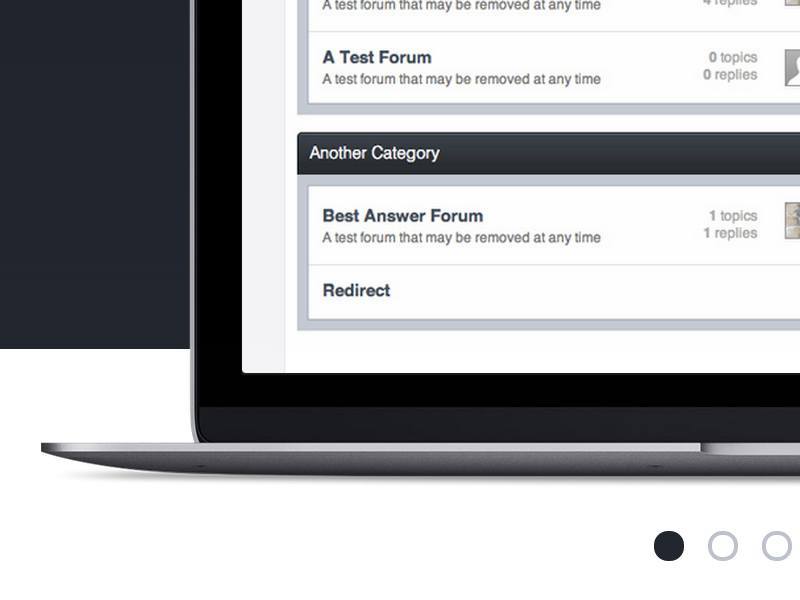 A test forum that may be removed at any time
4 replies
A Test Forum
0 topics
A test forum that may be removed at any time
0 replies
Another Category
Best Answer Forum
1 topics
A test forum that may be removed at any time
1 replies
Redirect